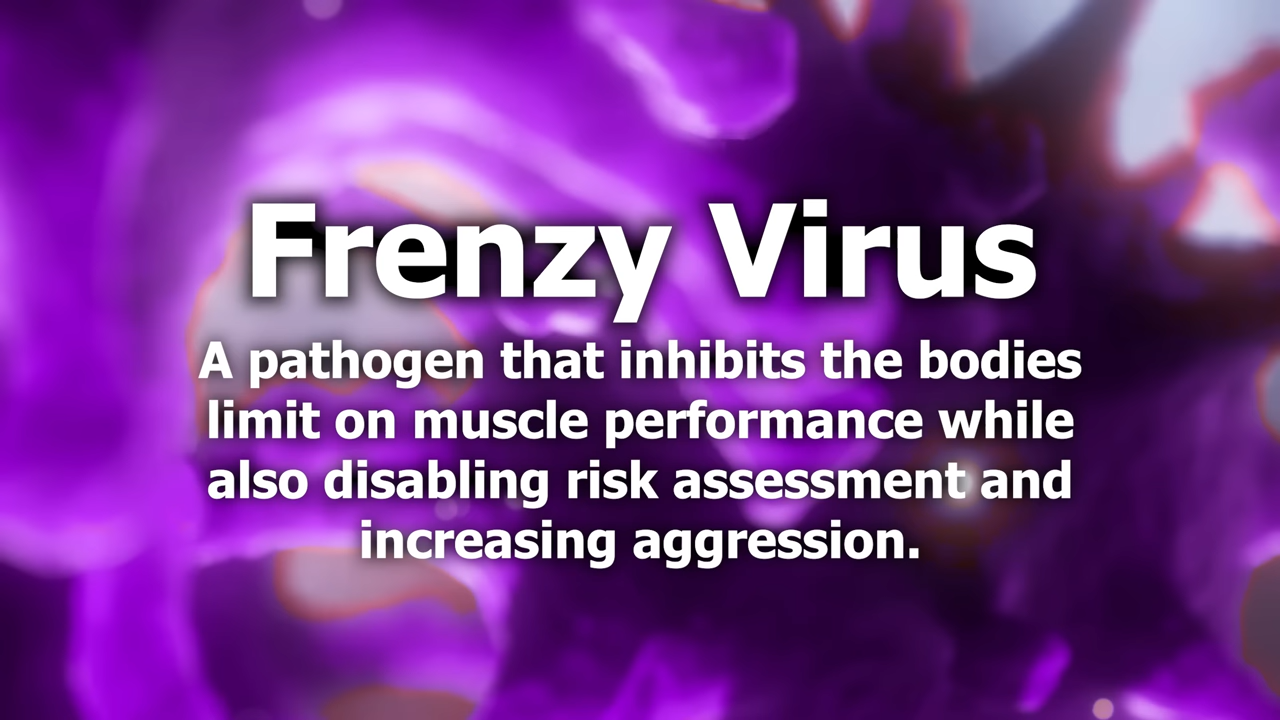 Frenzy Virus
A pathogen that inhibits the bodies
limit on muscle performance while
also disabling risk assessment and
increasing aggression.